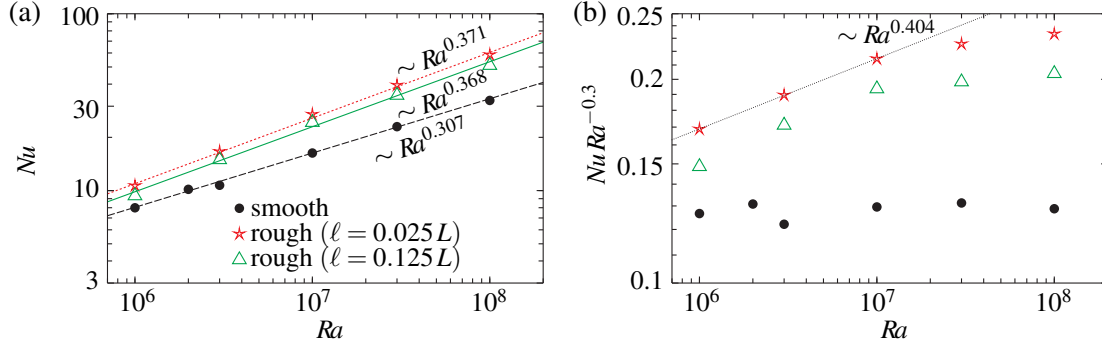 (a)
100
30
10
3
Nu
10^6
10^7
10^8
Ra
∼ Ra^0.371
∼ Ra^0.368
∼ Ra^0.307
smooth
rough (ℓ = 0.025L)
rough (ℓ = 0.125L)
(b)
0.25
0.2
0.15
0.1
Nu Ra^−0.3
10^6
10^7
10^8
Ra
∼ Ra^0.404